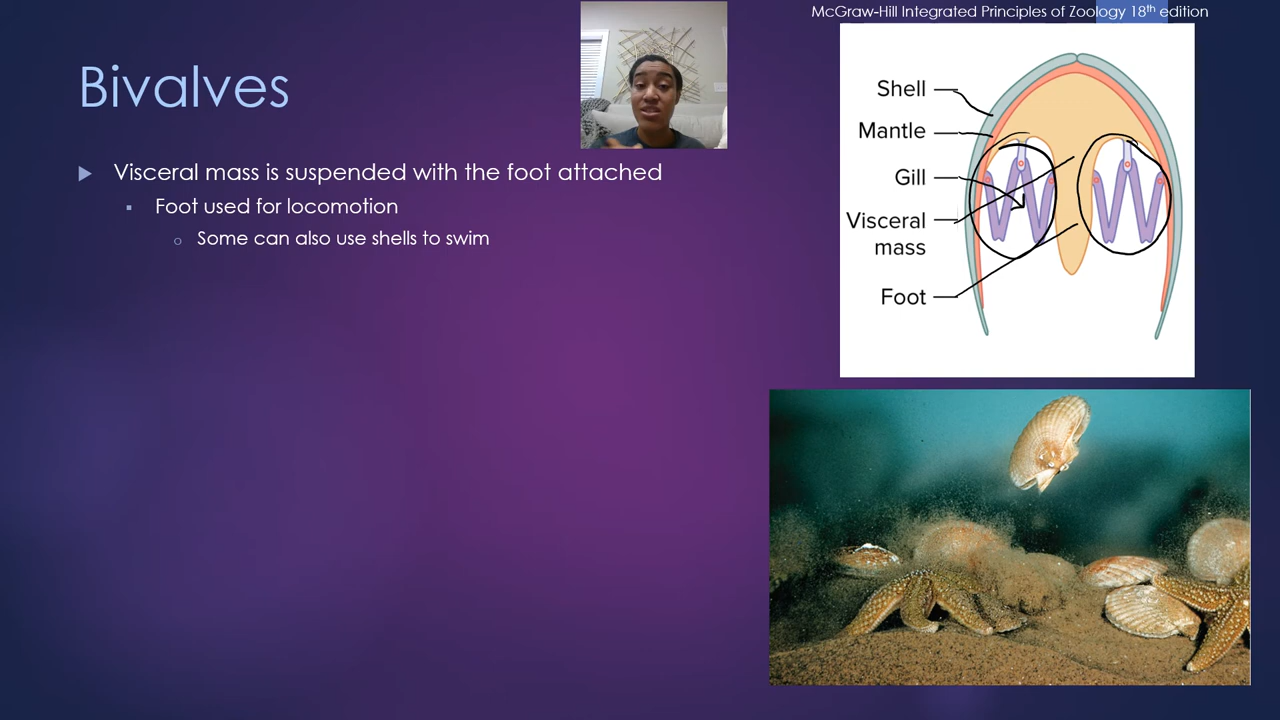 McGraw-Hill Integrated Principles of Zoology 18th edition
Bivalves
Visceral mass is suspended with the foot attached
Foot used for locomotion
Some can also use shells to swim
Shell
Mantle
Gill
Visceral
mass
Foot